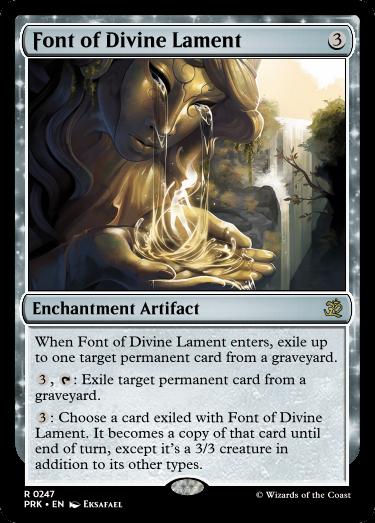 Font of Divine Lament 3
Enchantment Artifact
When Font of Divine Lament enters, exile up
to one target permanent card from a graveyard.
3, : Exile target permanent card from a
graveyard.
3: Choose a card exiled with Font of Divine
Lament. It becomes a copy of that card until
end of turn, except it's a 3/3 creature in
addition to its other types.
R 0247
PRK • EN EKSAFAEL
© Wizards of the Coast